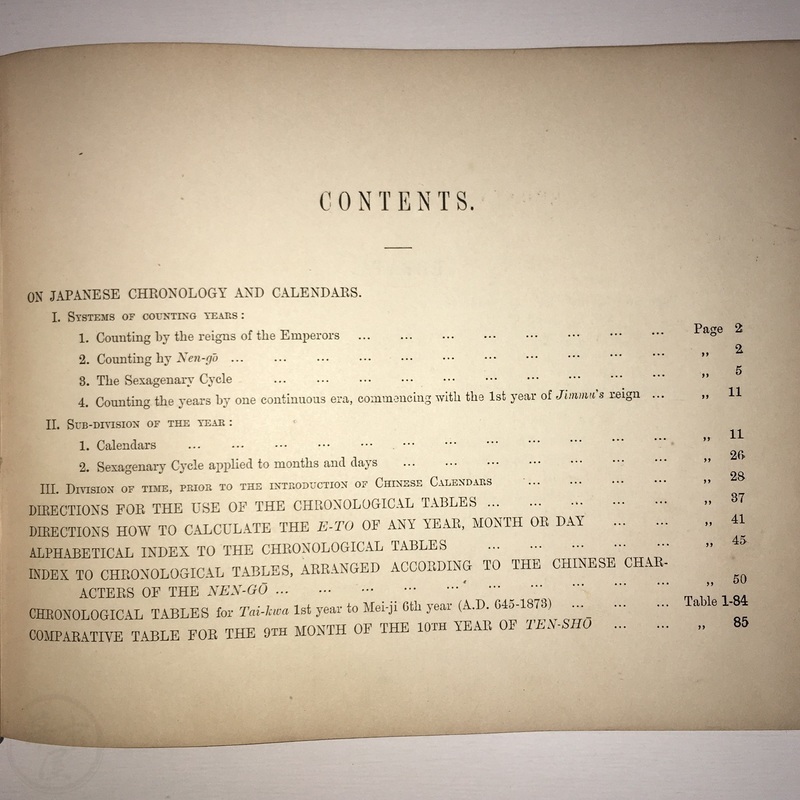 CONTENTS.
ON JAPANESE CHRONOLOGY AND CALENDARS.
I. SYSTEMS OF COUNTING YEARS:
1. Counting by the reigns of the Emperors ... ... ... ... ... ... ... ... Page 2
2. Counting by Nen-gō ... ... ... ... ... ... ... ... ... ... ... „ 2
3. The Sexagenary Cycle ... ... ... ... ... ... ... ... ... ... „ 5
4. Counting the years by one continuous era, commencing with the 1st year of Jimmu's reign ... „ 11
II. SUB-DIVISION OF THE YEAR:
1. Calendars ... ... ... ... ... ... ... ... ... ... ... ... „ 11
2. Sexagenary Cycle applied to months and days ... ... ... ... ... ... ... „ 26
III. DIVISION OF TIME, PRIOR TO THE INTRODUCTION OF CHINESE CALENDARS ... ... ... ... „ 28
DIRECTIONS FOR THE USE OF THE CHRONOLOGICAL TABLES ... ... ... ... ... „ 37
DIRECTIONS HOW TO CALCULATE THE E-TO OF ANY YEAR, MONTH OR DAY ... ... „ 41
ALPHABETICAL INDEX TO THE CHRONOLOGICAL TABLES ... ... ... ... ... „ 45
INDEX TO CHRONOLOGICAL TABLES, ARRANGED ACCORDING TO THE CHINESE CHAR-
ACTERS OF THE NEN-GŌ ... ... ... ... ... ... ... ... ... ... „ 50
CHRONOLOGICAL TABLES for Tai-kwa 1st year to Mei-ji 6th year (A.D. 645-1873) ... ... ... Table 1-84
COMPARATIVE TABLE FOR THE 9TH MONTH OF THE 10TH YEAR OF TEN-SHŌ ... ... „ 85